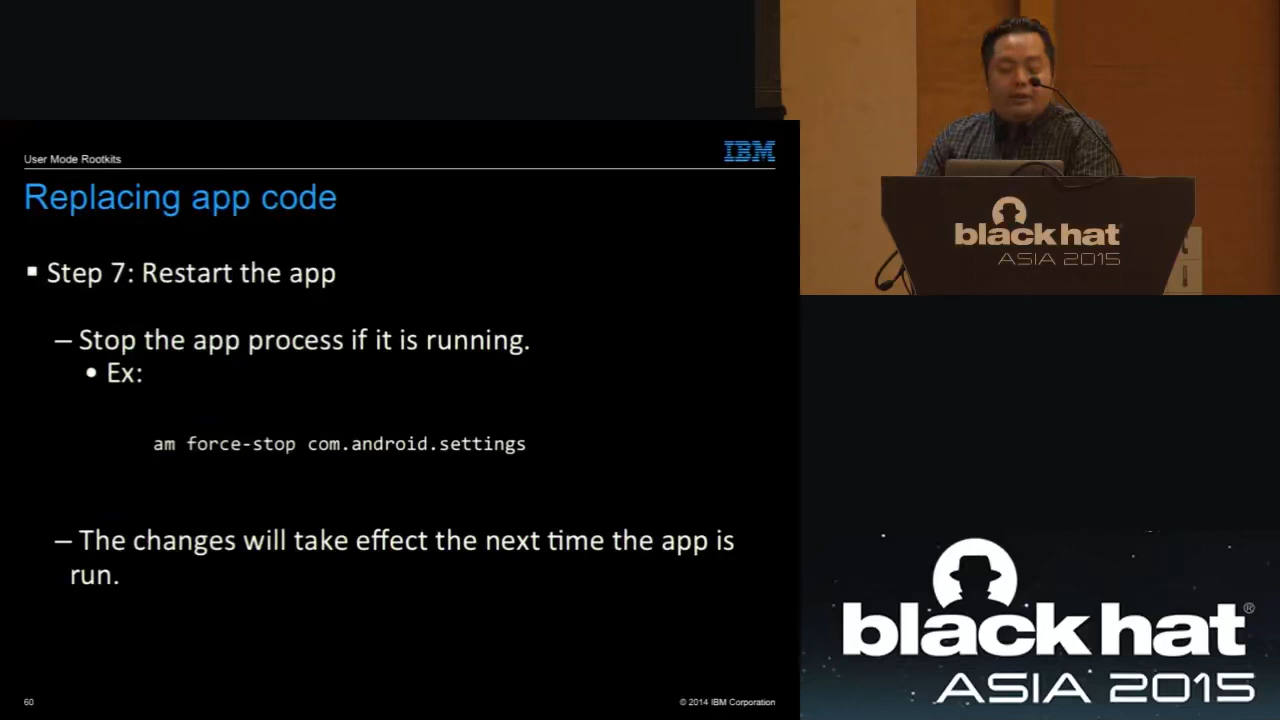 User Mode Rootkits
IBM
Replacing app code
▪ Step 7: Restart the app
– Stop the app process if it is running.
• Ex:
am force-stop com.android.settings
– The changes will take effect the next time the app is
run.
60
© 2014 IBM Corporation
black hat
ASIA 2015
black hat®
ASIA 2015